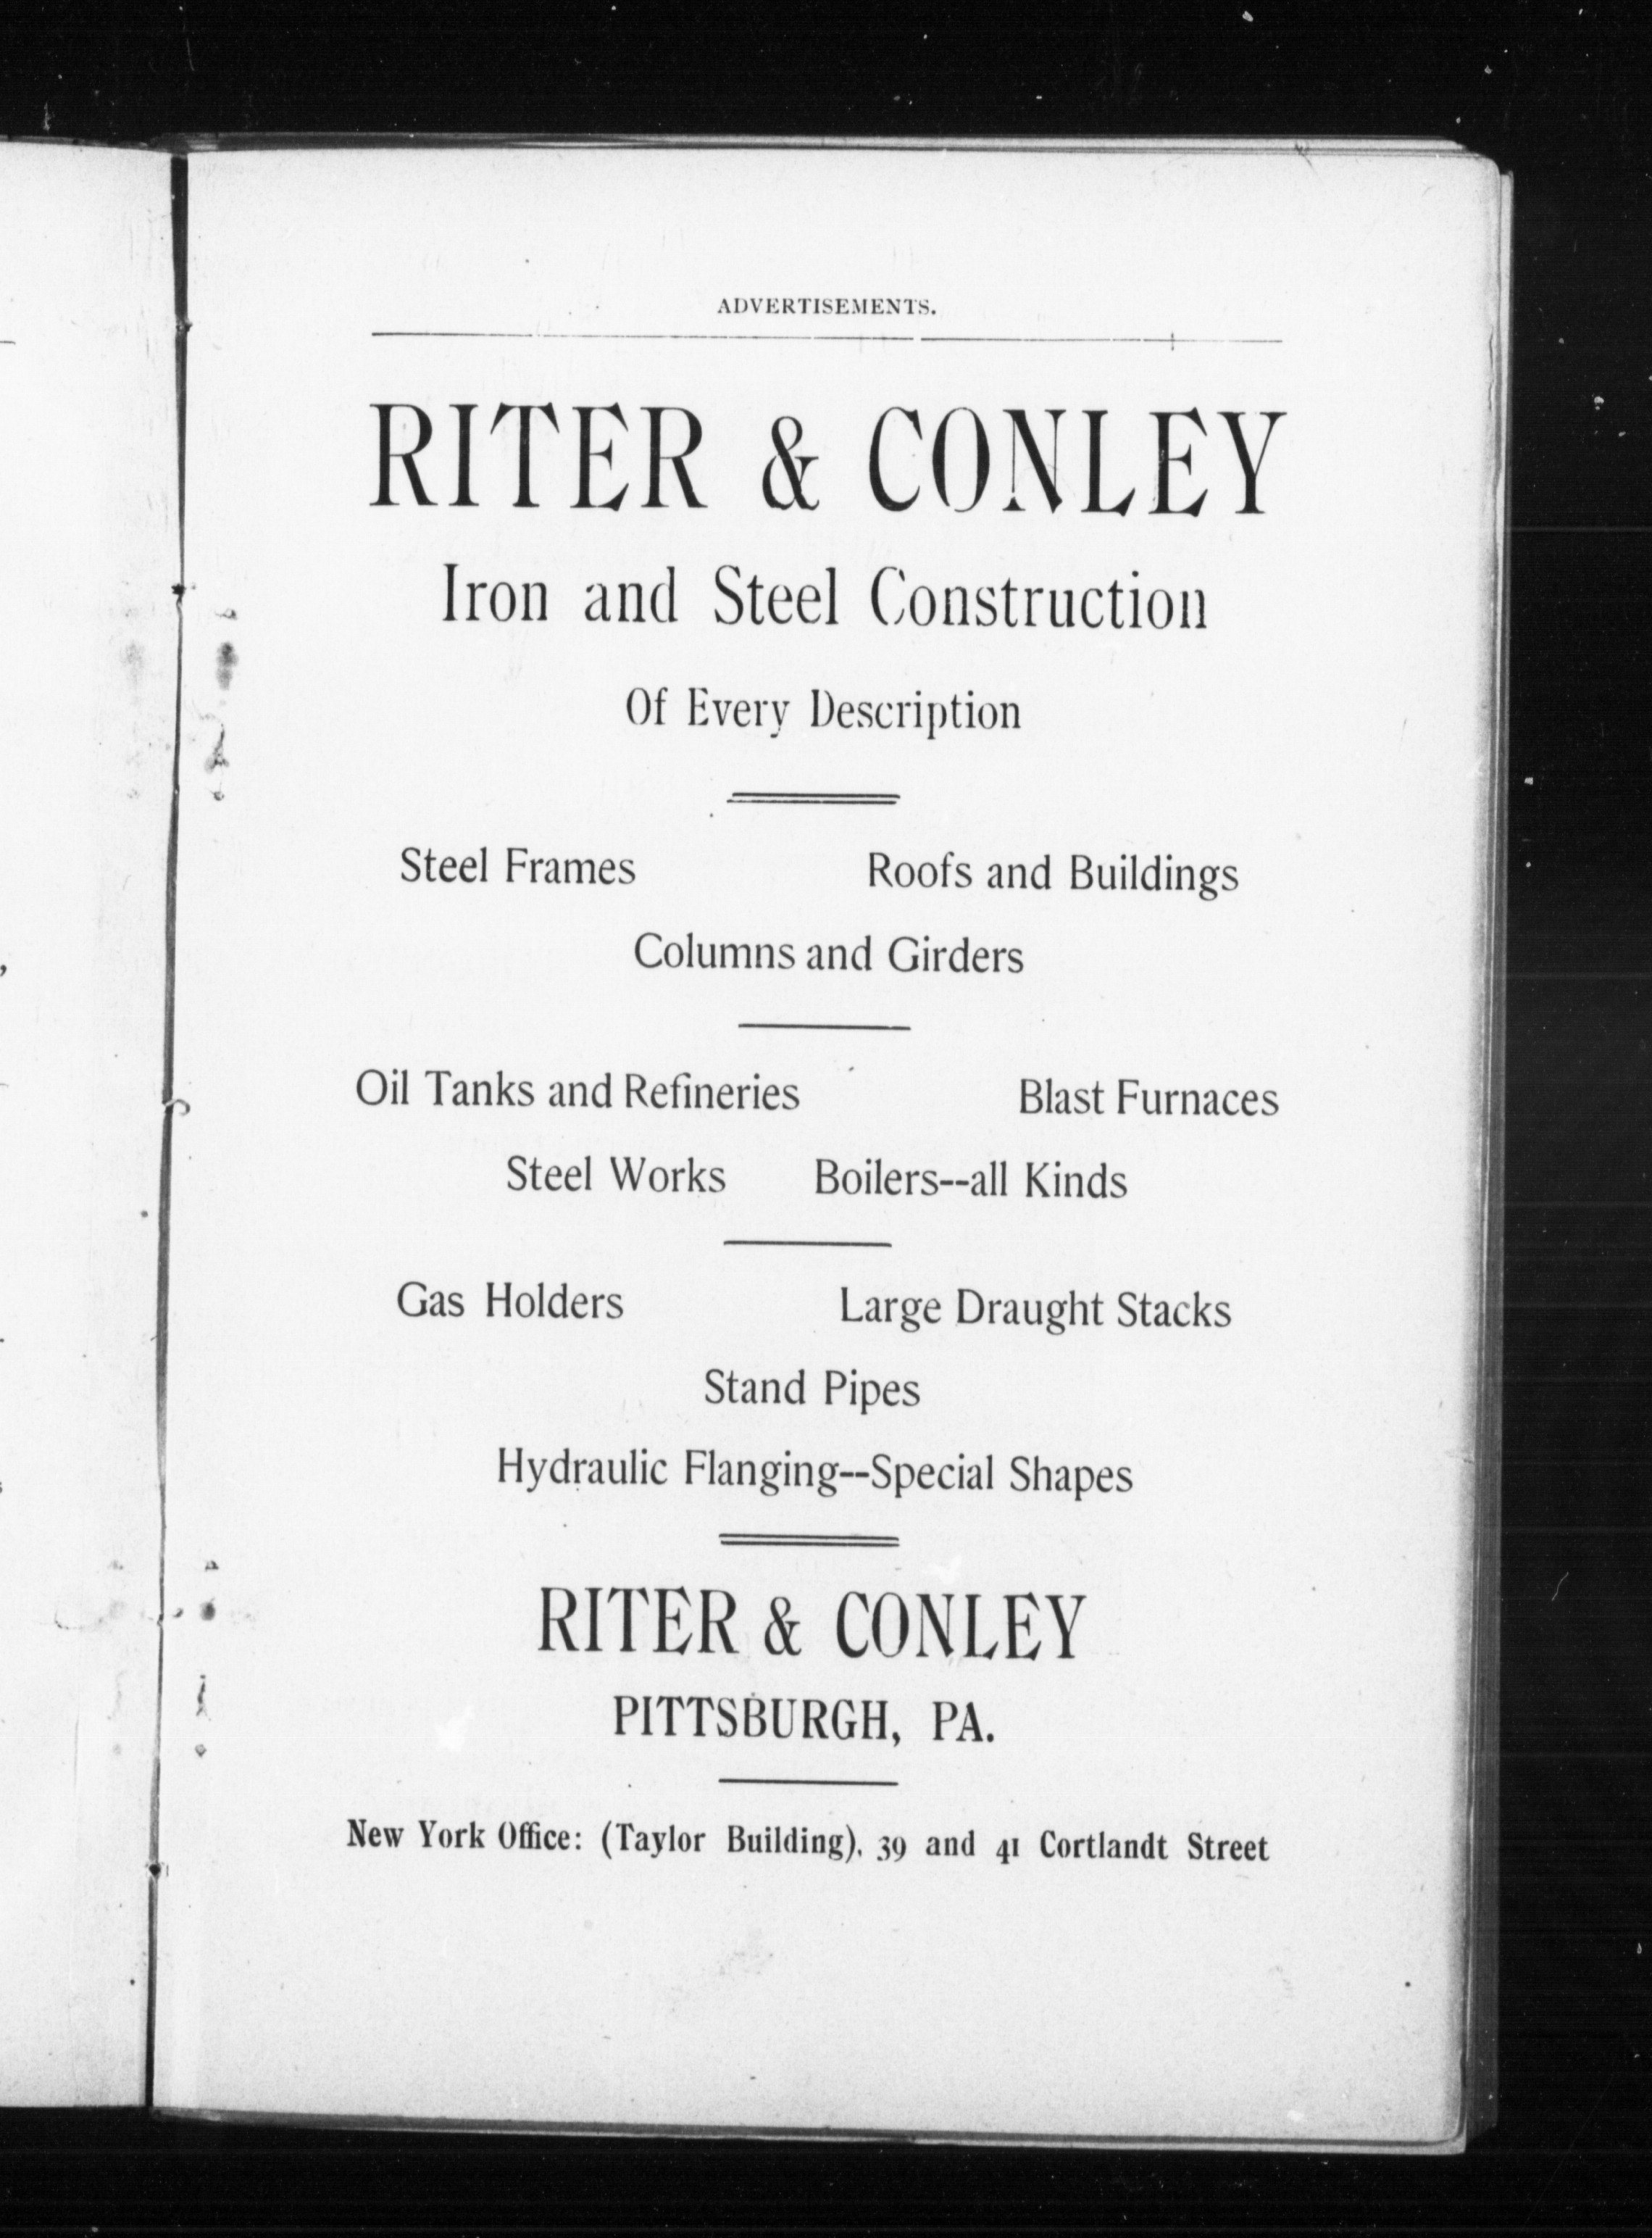 ADVERTISEMENTS.
RITER & CONLEY
Iron and Steel Construction
Of Every Description
Steel Frames Roofs and Buildings
Columns and Girders
Oil Tanks and Refineries Blast Furnaces
Steel Works Boilers--all Kinds
Gas Holders Large Draught Stacks
Stand Pipes
Hydraulic Flanging--Special Shapes
RITER & CONLEY
PITTSBURGH, PA.
New York Office: (Taylor Building), 39 and 41 Cortlandt Street